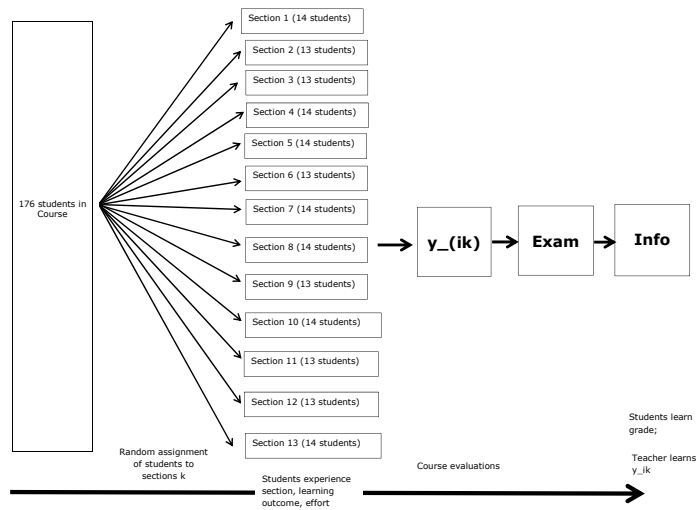 176 students in
Course
Section 1 (14 students)
Section 2 (13 students)
Section 3 (13 students)
Section 4 (14 students)
Section 5 (14 students)
Section 6 (13 students)
Section 7 (14 students)
Section 8 (14 students)
Section 9 (13 students)
Section 10 (14 students)
Section 11 (13 students)
Section 12 (13 students)
Section 13 (14 students)
y_(ik)
Exam
Info
Random assignment
of students to
sections k
Students experience
section, learning
outcome, effort
Course evaluations
Students learn
grade;
Teacher learns
y_ik